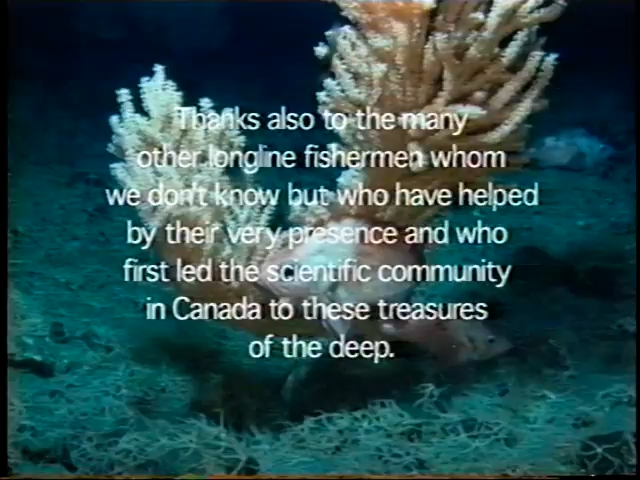 Thanks also to the many
other longline fishermen whom
we don't know but who have helped
by their very presence and who
first led the scientific community
in Canada to these treasures
of the deep.